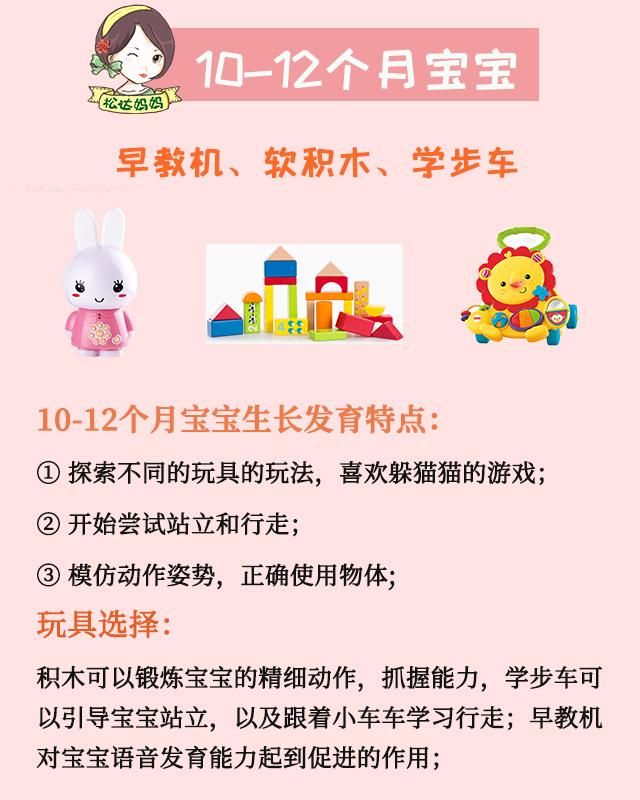 松达妈妈
10-12个月宝宝
早教机、软积木、学步车
10-12个月宝宝生长发育特点：
① 探索不同的玩具的玩法，喜欢躲猫猫的游戏；
② 开始尝试站立和行走；
③ 模仿动作姿势，正确使用物体；
玩具选择：
积木可以锻炼宝宝的精细动作，抓握能力，学步车可
以引导宝宝站立，以及跟着小车车学习行走；早教机
对宝宝语音发育能力起到促进的作用；